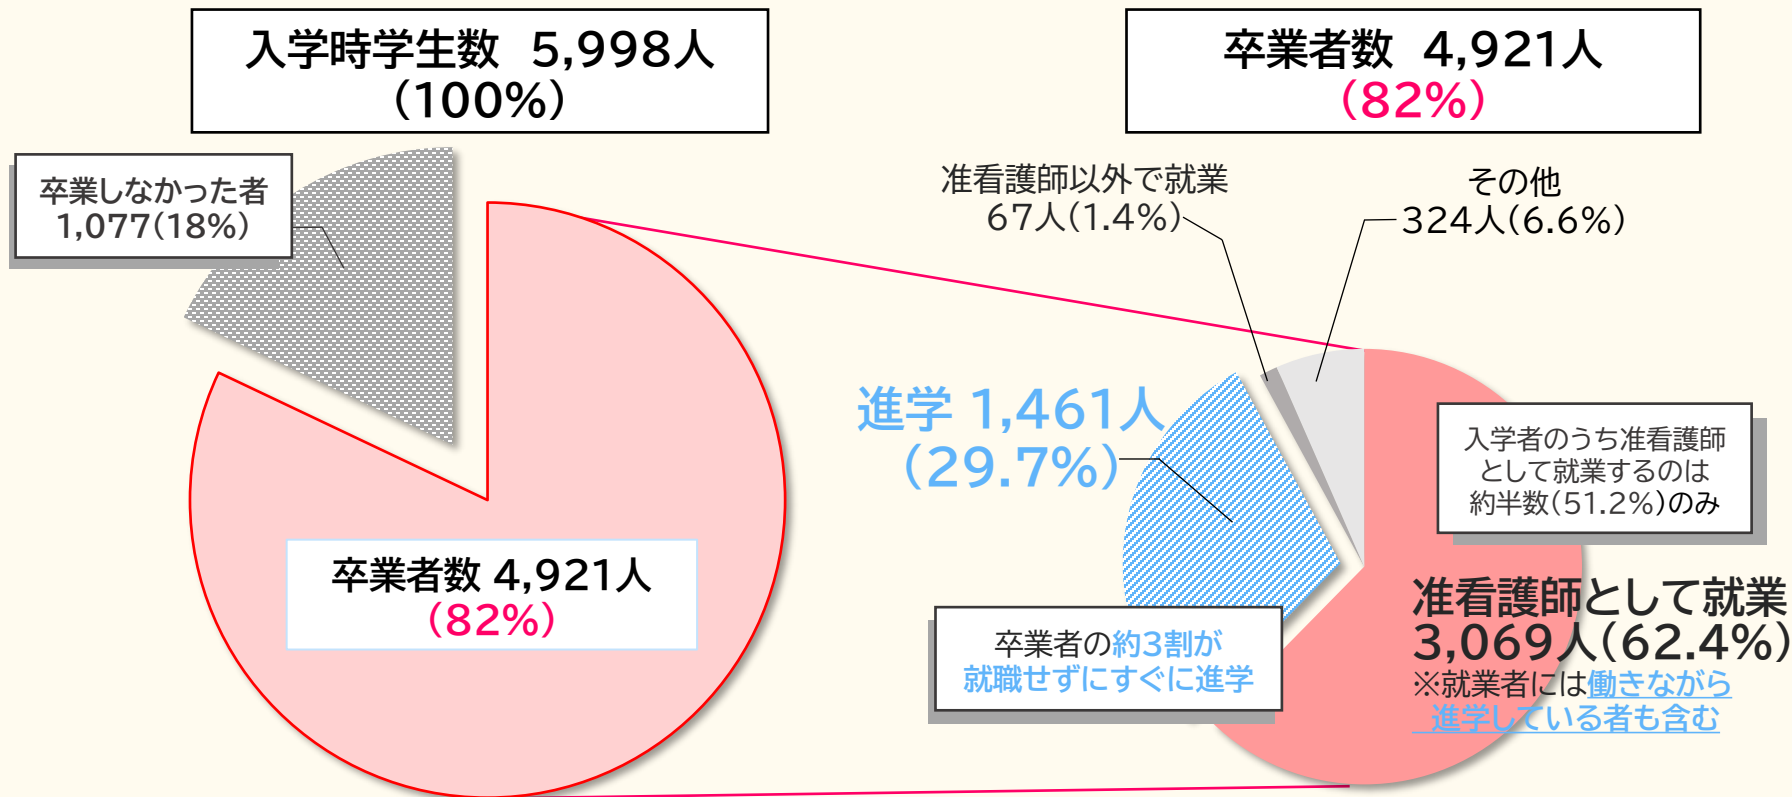 入学時学生数 5,998人
(100%)
卒業者数 4,921人
(82%)
卒業しなかった者
1,077(18%)
卒業者数 4,921人
(82%)
准看護師以外で就業
67人(1.4%)
その他
324人(6.6%)
進学 1,461人
(29.7%)
入学者のうち准看護師
として就業するのは
約半数(51.2%)のみ
卒業者の約3割が
就職せずにすぐに進学
准看護師として就業
3,069人(62.4%)
※就業者には働きながら
進学している者も含む